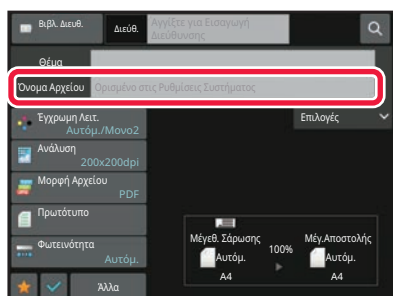 Βιβλ. Διευθ.
Διεύθ.
Αγγίξτε για Εισαγωγή
Διεύθυνσης
Θέμα
Όνομα Αρχείου
Ορισμένο στις Ρυθμίσεις Συστήματος
Έγχρωμη Λειτ.
Αυτόμ./Μονο2
Επιλογές
Ανάλυση
200x200dpi
Μορφή Αρχείου
PDF
Πρωτότυπο
Φωτεινότητα
Αυτόμ.
Μέγεθ. Σάρωσης
100%
Μέγ.Αποστολής
Αυτόμ.
Αυτόμ.
A4
A4
Άλλα